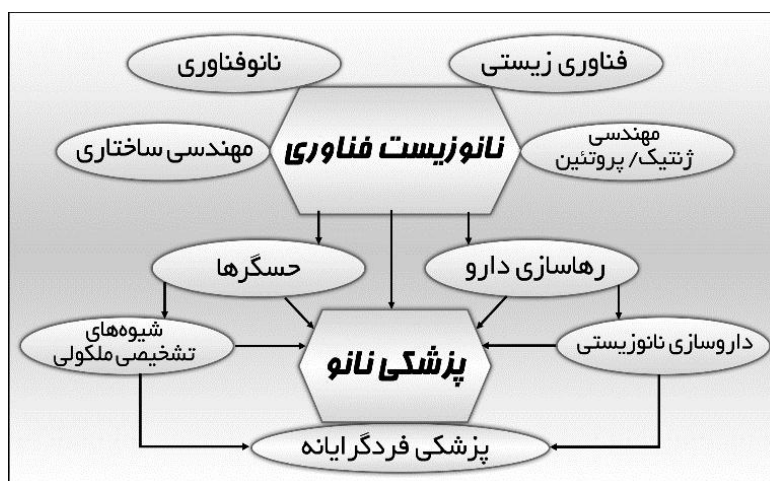 فناوری زیستی
نانوفناوری
نانوزیست فناوری
مهندسی
ژنتیک/ پروتئین
مهندسی ساختاری
رهاسازی دارو
حسگرها
داروسازی نانوزیستی
پزشکی نانو
شیوه‌های
تشخیصی ملکولی
پزشکی فردگرایانه